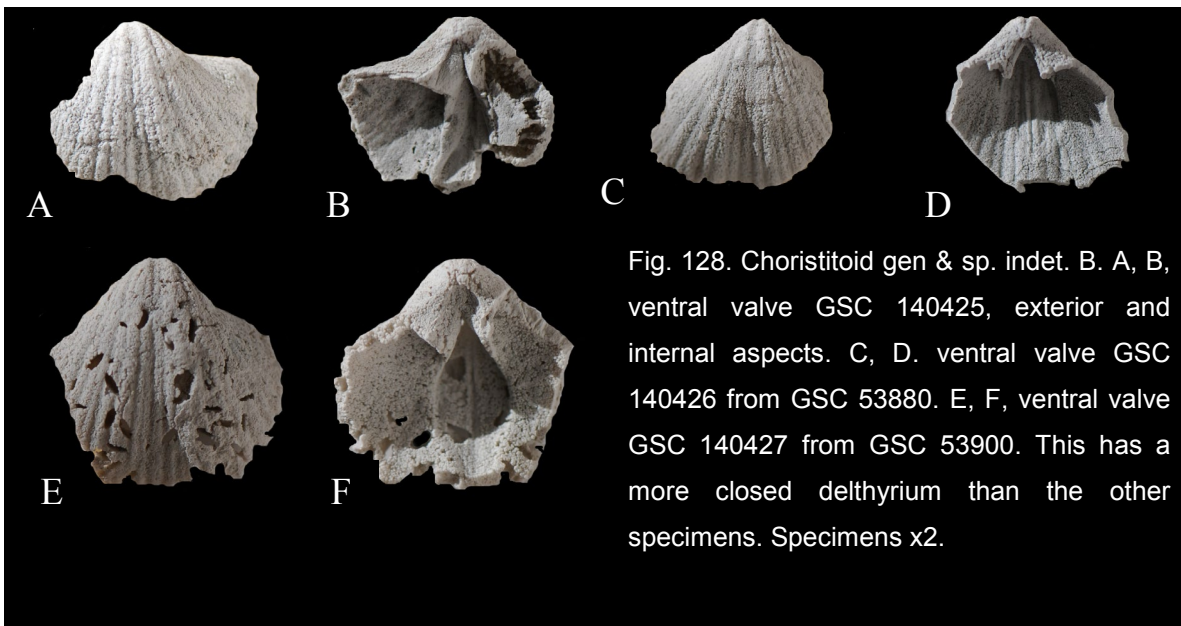 A
B
C
D
E
F
Fig. 128. Choristitoid gen & sp. indet. B. A, B,
ventral valve GSC 140425, exterior and
internal aspects. C, D. ventral valve GSC
140426 from GSC 53880. E, F, ventral valve
GSC 140427 from GSC 53900. This has a
more closed delthyrium than the other
specimens. Specimens x2.